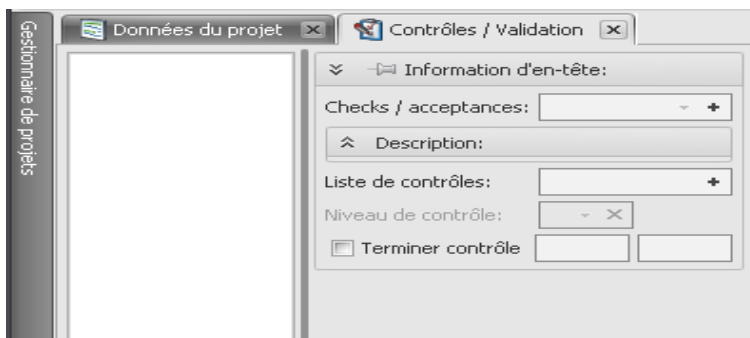 Gestionnaire de projets
Données du projet
Contrôles / Validation
Information d'en-tête:
Checks / acceptances:
Description:
Liste de contrôles:
Niveau de contrôle:
Terminer contrôle